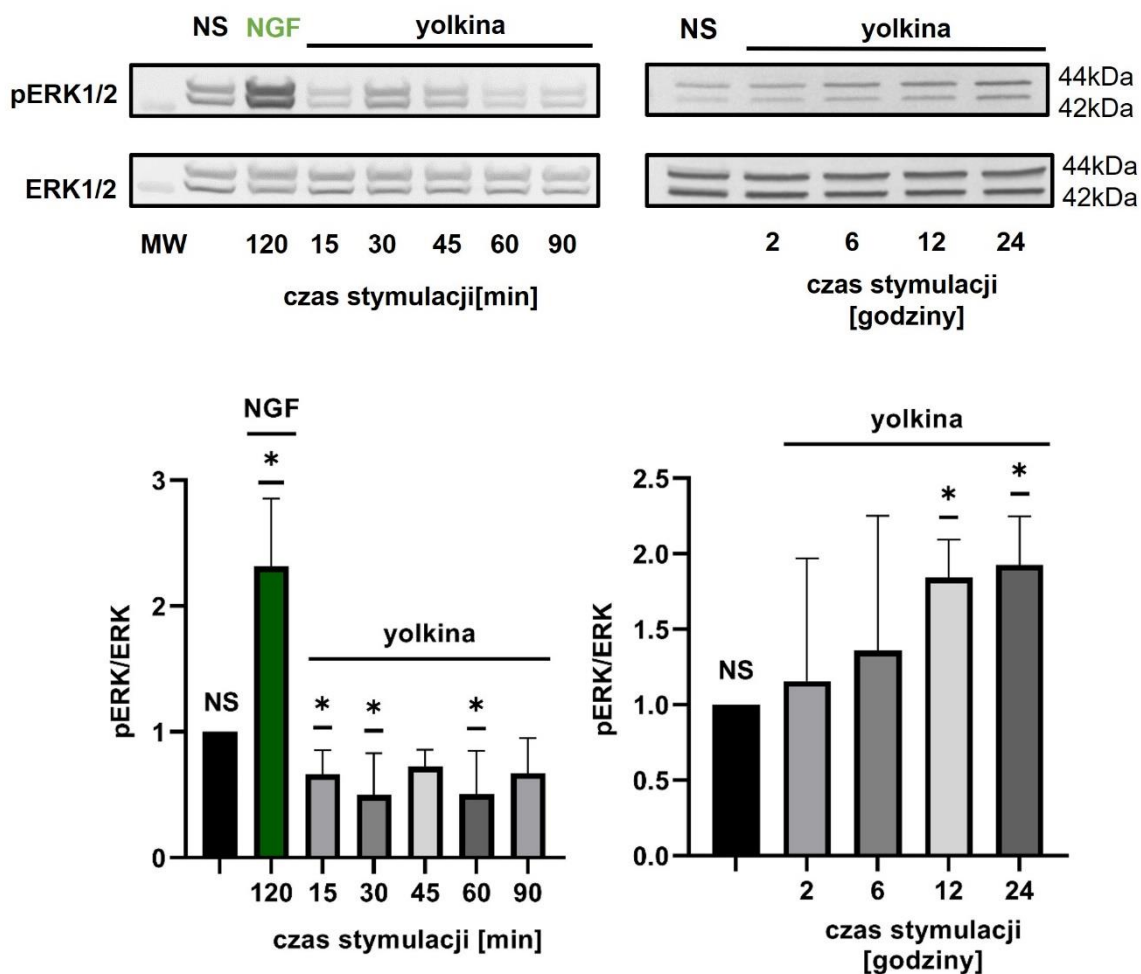 NS NGF yolkina
pERK1/2
ERK1/2
MW 120 15 30 45 60 90
czas stymulacji[min]
NS yolkina
44kDa
42kDa
44kDa
42kDa
2 6 12 24
czas stymulacji
[godziny]
NGF
*
yolkina
NS
* * *
pERK/ERK
3
2
1
0
120 15 30 45 60 90
czas stymulacji [min]
yolkina
* *
NS
pERK/ERK
2.5
2.0
1.5
1.0
0.5
0.0
2 6 12 24
czas stymulacji
[godziny]